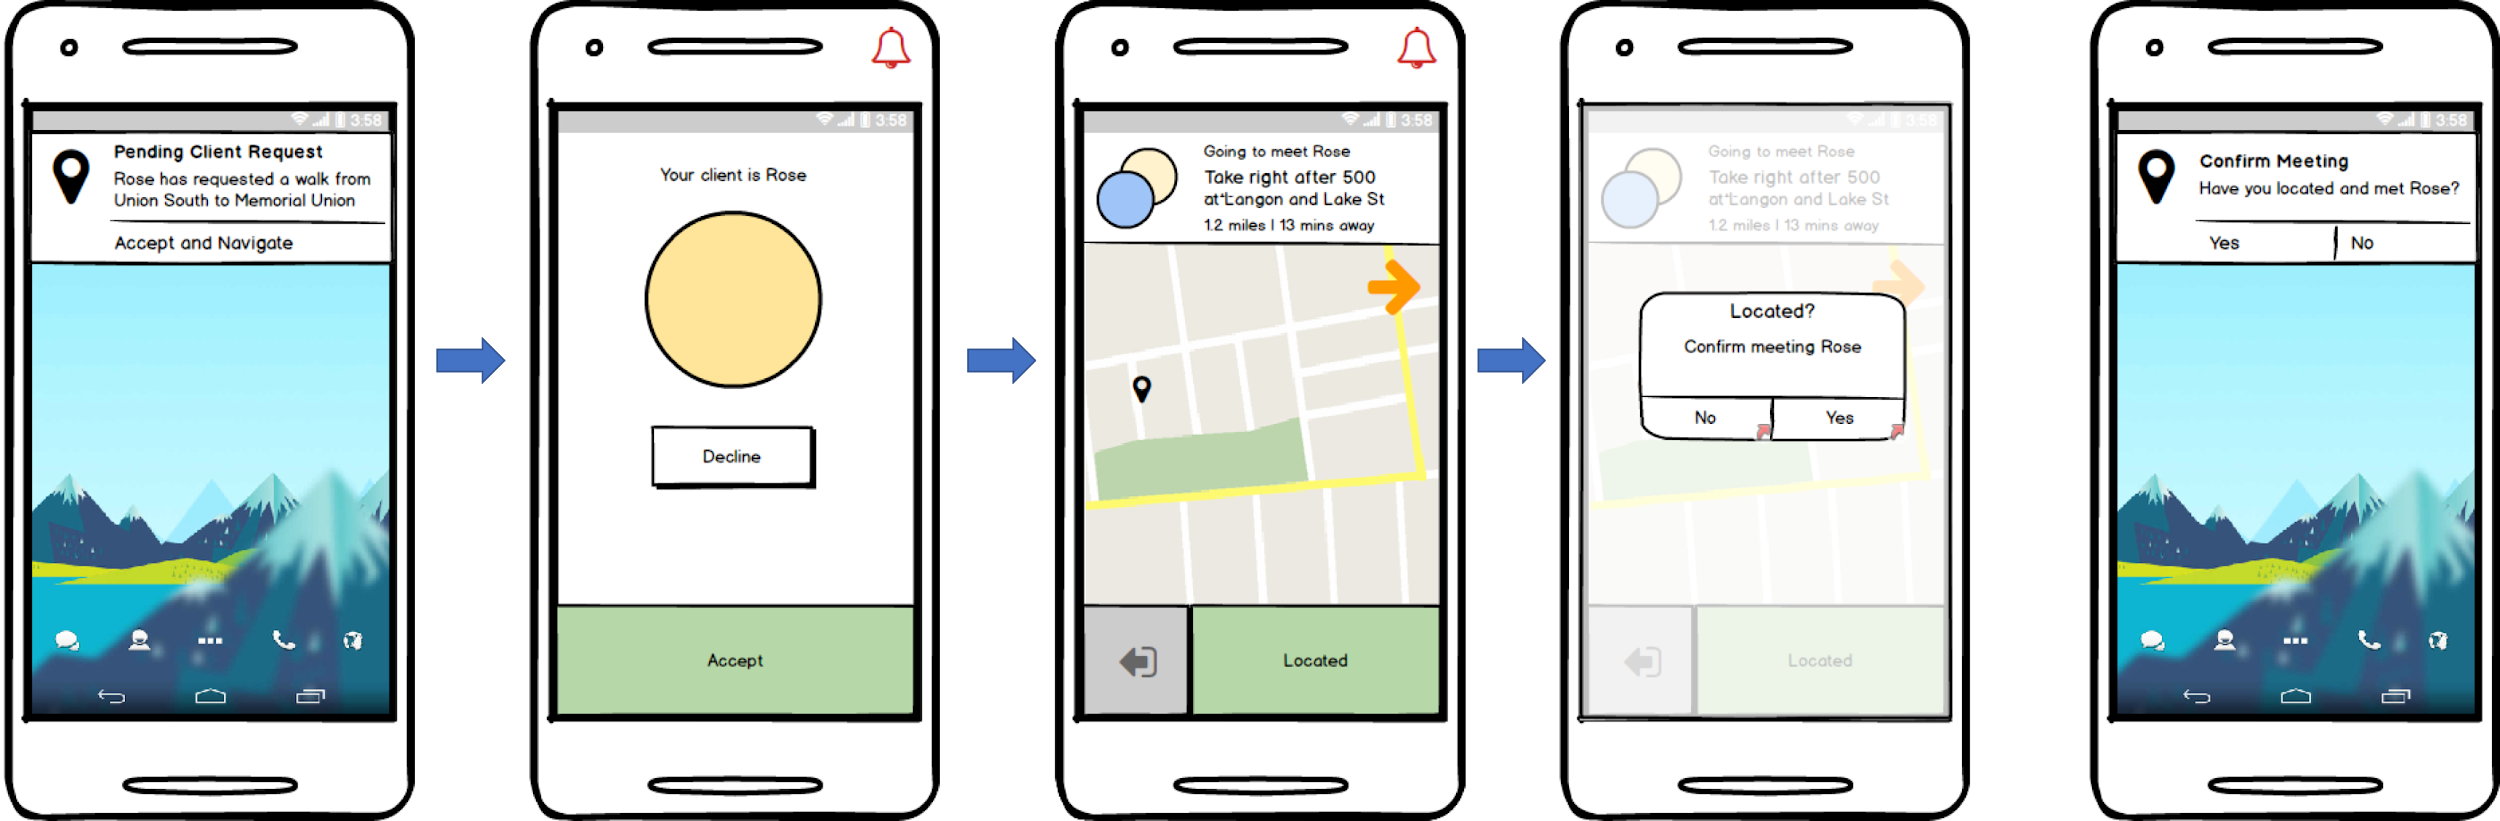 3:58
Pending Client Request
Rose has requested a walk from
Union South to Memorial Union
Accept and Navigate
3:58
Your client is Rose
Decline
Accept
3:58
Going to meet Rose
Take right after 500
at Langon and Lake St
1.2 miles | 13 mins away
Located
3:58
Going to meet Rose
Take right after 500
at Langon and Lake St
1.2 miles | 13 mins away
Located?
Confirm meeting Rose
No Yes
Located
3:58
Confirm Meeting
Have you located and met Rose?
Yes No